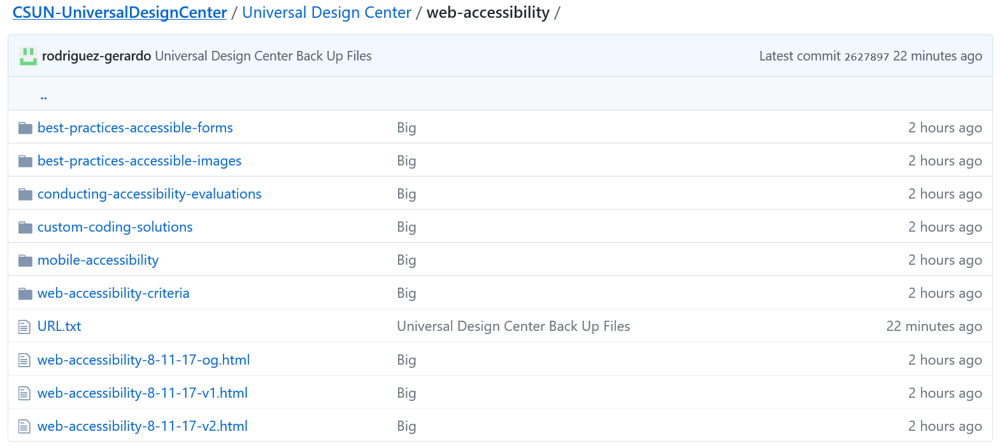 CSUN-UniversalDesignCenter / Universal Design Center / web-accessibility /
rodriguez-gerardo Universal Design Center Back Up Files Latest commit 2627897 22 minutes ago
..
best-practices-accessible-forms Big 2 hours ago
best-practices-accessible-images Big 2 hours ago
conducting-accessibility-evaluations Big 2 hours ago
custom-coding-solutions Big 2 hours ago
mobile-accessibility Big 2 hours ago
web-accessibility-criteria Big 2 hours ago
URL.txt Universal Design Center Back Up Files 22 minutes ago
web-accessibility-8-11-17-og.html Big 2 hours ago
web-accessibility-8-11-17-v1.html Big 2 hours ago
web-accessibility-8-11-17-v2.html Big 2 hours ago